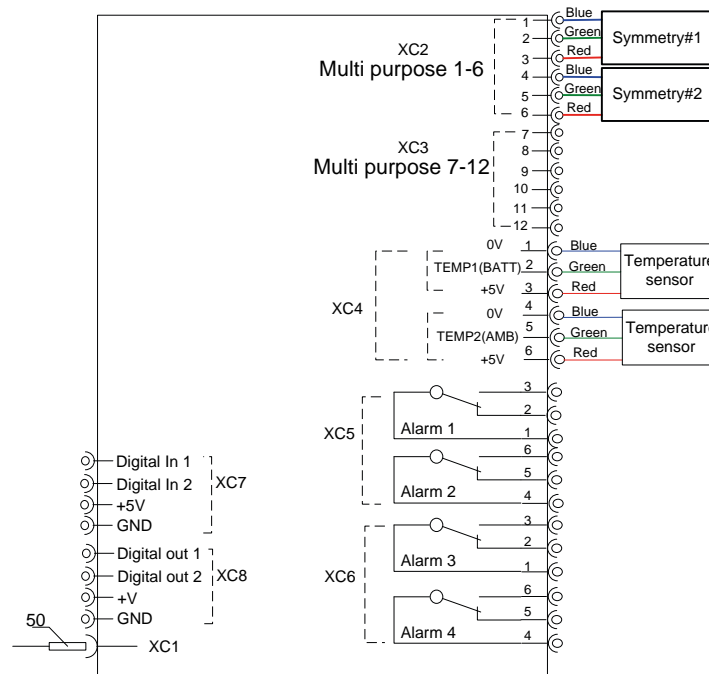 1 Blue
XC2
Multi purpose 1-6
2 Green
Symmetry#1
3 Red
4 Blue
5 Green
Symmetry#2
6 Red
7
XC3
Multi purpose 7-12
8
9
10
11
12
0V 1 Blue
TEMP1(BATT) 2 Green
Temperature
sensor
+5V 3 Red
XC4
0V 4 Blue
TEMP2(AMB) 5 Green
Temperature
sensor
+5V 6 Red
3
2
XC5
Alarm 1 1
6
5
Alarm 2 4
3
2
XC6
Alarm 3 1
6
5
Alarm 4 4
Digital In 1
XC7
Digital In 2
+5V
GND
Digital out 1
Digital out 2
XC8
+V
GND
50
XC1